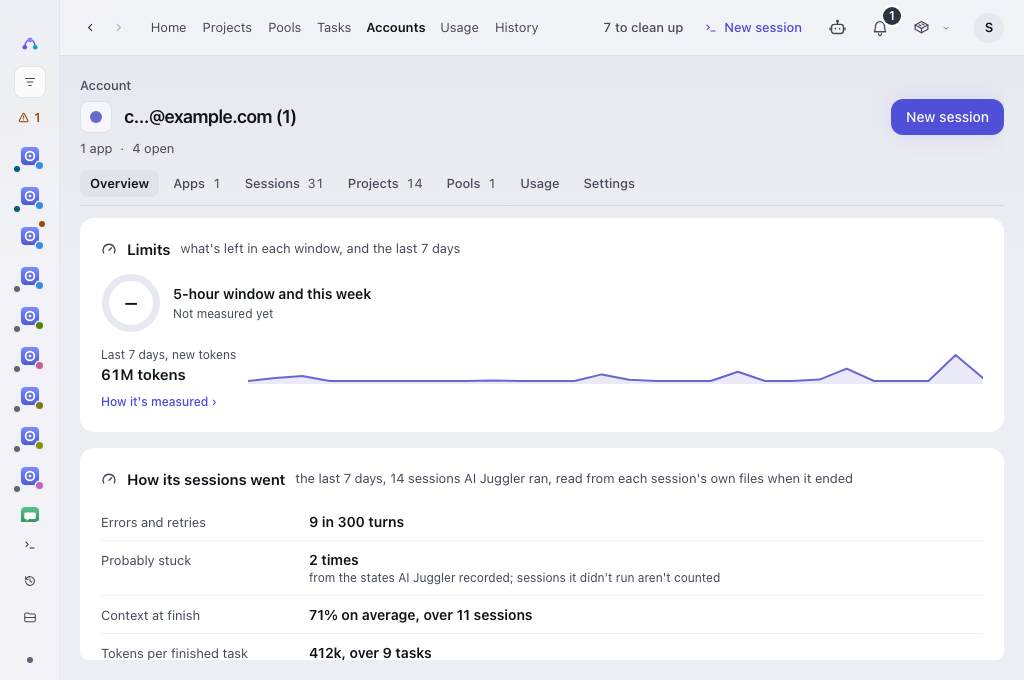 Home Projects Pools Tasks Accounts Usage History 7 to clean up New session 1 S
1
Account
c...@example.com (1)
New session
1 app · 4 open
Overview Apps 1 Sessions 31 Projects 14 Pools 1 Usage Settings
Limits what's left in each window, and the last 7 days
5-hour window and this week
Not measured yet
Last 7 days, new tokens
61M tokens
How it's measured ›
How its sessions went the last 7 days, 14 sessions AI Juggler ran, read from each session's own files when it ended
Errors and retries 9 in 300 turns
Probably stuck 2 times
from the states AI Juggler recorded; sessions it didn't run aren't counted
Context at finish 71% on average, over 11 sessions
Tokens per finished task 412k, over 9 tasks